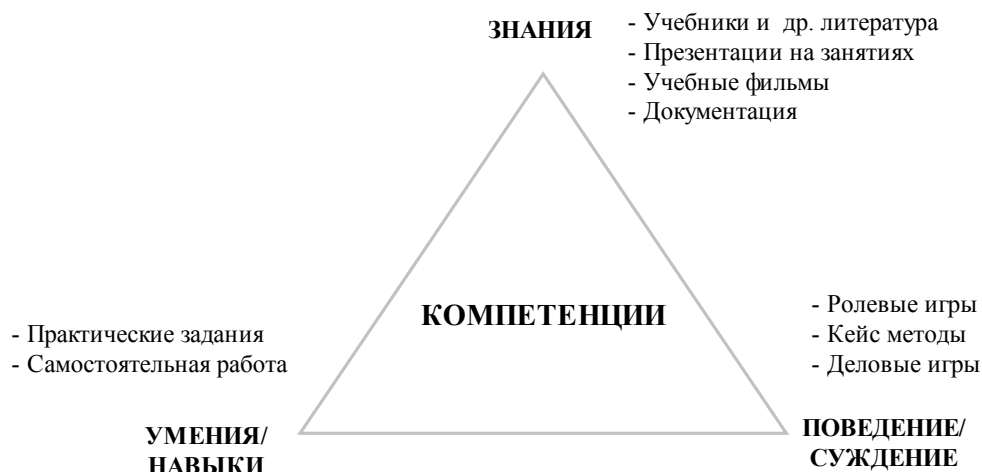 ЗНАНИЯ
- Учебники и др. литература
- Презентации на занятиях
- Учебные фильмы
- Документация
КОМПЕТЕНЦИИ
- Практические задания
- Самостоятельная работа
- Ролевые игры
- Кейс методы
- Деловые игры
УМЕНИЯ/
НАВЫКИ
ПОВЕДЕНИЕ/
СУЖДЕНИЕ